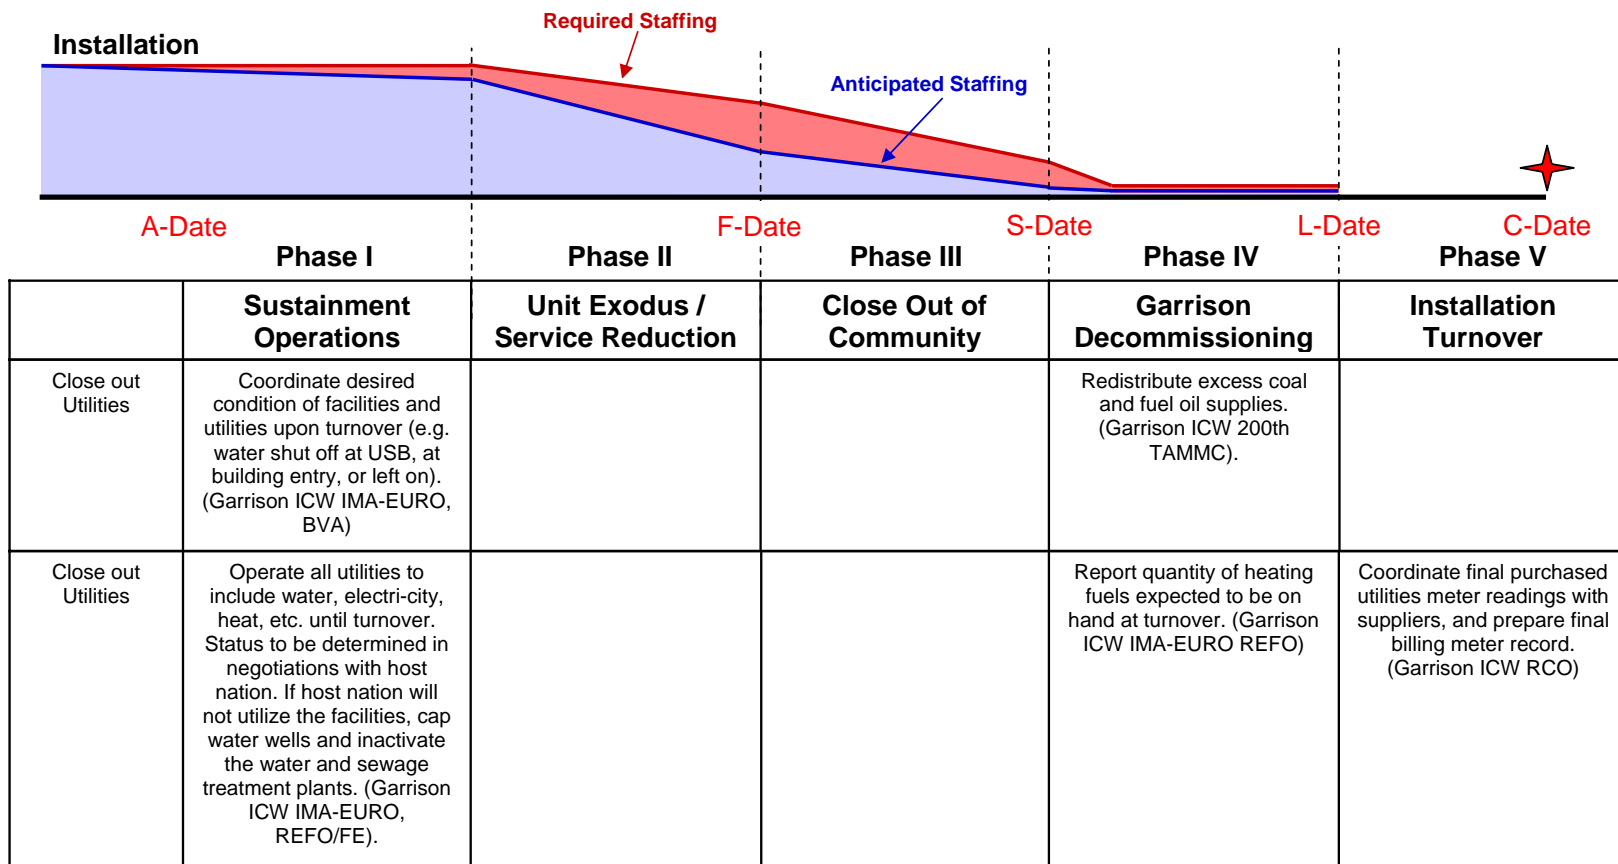 Required Staffing
Installation
Anticipated Staffing
A-Date
F-Date
S-Date
L-Date
C-Date
Phase I
Phase II
Phase III
Phase IV
Phase V
Sustainment
Operations
Unit Exodus /
Service Reduction
Close Out of
Community
Garrison
Decommissioning
Installation
Turnover
Close out
Utilities
Coordinate desired
condition of facilities and
utilities upon turnover (e.g.
water shut off at USB, at
building entry, or left on).
(Garrison ICW IMA-EURO,
BVA)
Redistribute excess coal
and fuel oil supplies.
(Garrison ICW 200th
TAMMC).
Close out
Utilities
Operate all utilities to
include water, electri-city,
heat, etc. until turnover.
Status to be determined in
negotiations with host
nation. If host nation will
not utilize the facilities, cap
water wells and inactivate
the water and sewage
treatment plants. (Garrison
ICW IMA-EURO,
REFO/FE).
Report quantity of heating
fuels expected to be on
hand at turnover. (Garrison
ICW IMA-EURO REFO)
Coordinate final purchased
utilities meter readings with
suppliers, and prepare final
billing meter record.
(Garrison ICW RCO)